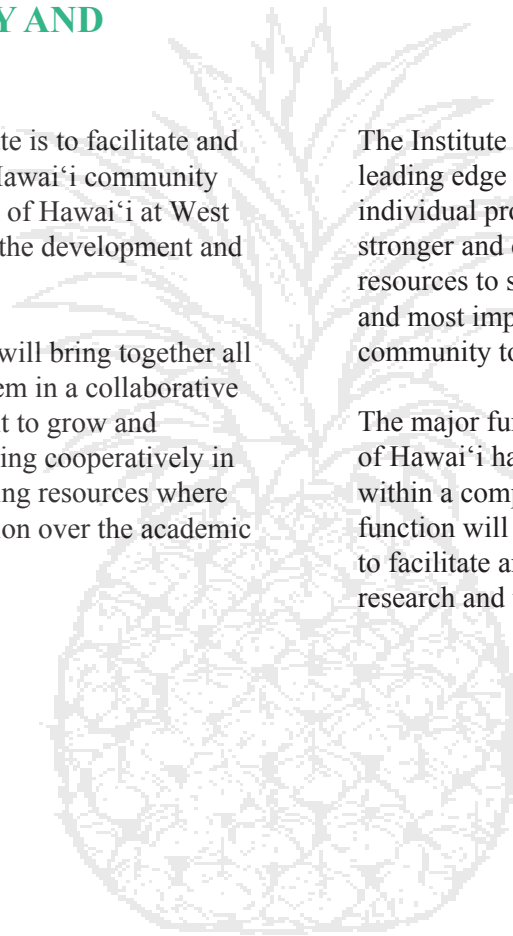 Y AND
te is to facilitate and
Hawai‘i community
of Hawai‘i at West
the development and
will bring together all
em in a collaborative
t to grow and
ing cooperatively in
ing resources where
ion over the academic
The Institute
leading edge
individual pro
stronger and
resources to s
and most imp
community to
The major fu
of Hawai‘i ha
within a comp
function will
to facilitate a
research and